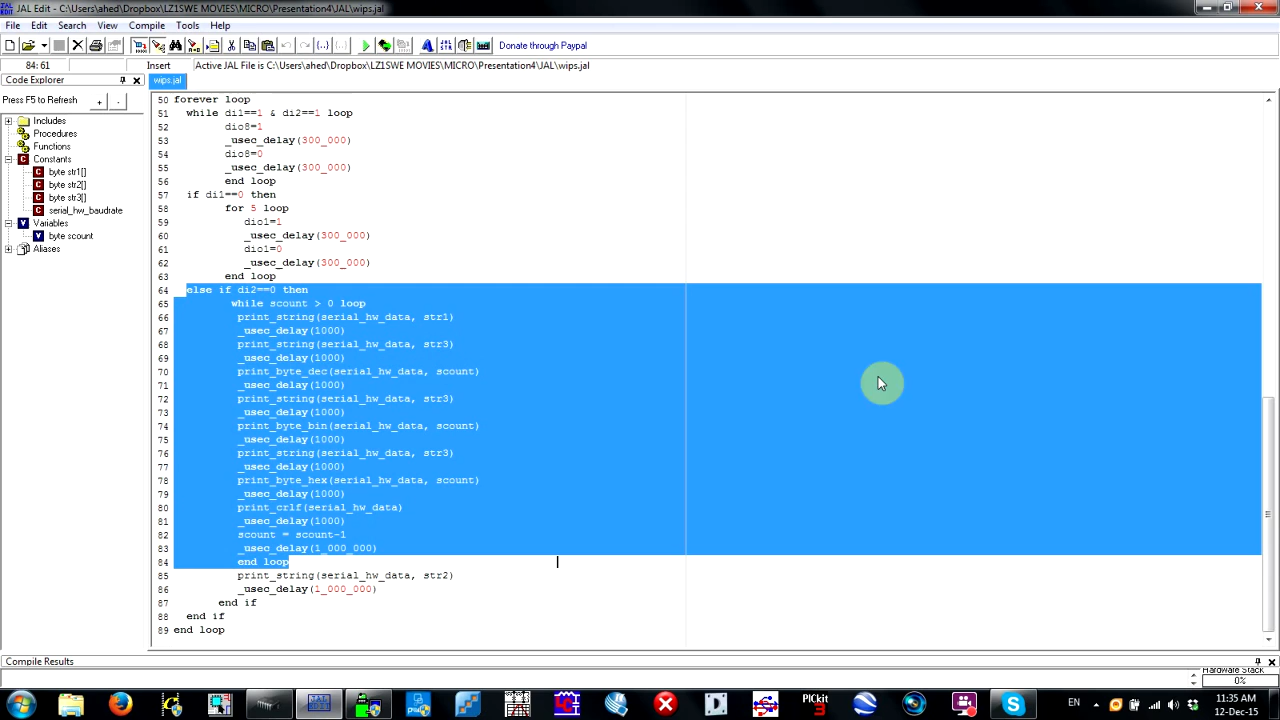 JAL Edit - C:\Users\ahed\Dropbox\LZ1SWE MOVIES\MICRO\Presentation4\JAL\wips.jal
File Edit Search View Compile Tools Help
Donate through Paypal
84: 61 Insert Active JAL File is C:\Users\ahed\Dropbox\LZ1SWE MOVIES\MICRO\Presentation4\JAL\wips.jal
Code Explorer
wips.jal
Press F5 to Refresh + -
Includes
Procedures
Functions
Constants
byte str1[]
byte str2[]
byte str3[]
serial_hw_baudrate
Variables
byte scount
Aliases
50 forever loop
51 while di1==1 & di2==1 loop
52 dio8=1
53 _usec_delay(300_000)
54 dio8=0
55 _usec_delay(300_000)
56 end loop
57 if di1==0 then
58 for 5 loop
59 dio1=1
60 _usec_delay(300_000)
61 dio1=0
62 _usec_delay(300_000)
63 end loop
64 else if di2==0 then
65 while scount > 0 loop
66 print_string(serial_hw_data, str1)
67 _usec_delay(1000)
68 print_string(serial_hw_data, str3)
69 _usec_delay(1000)
70 print_byte_dec(serial_hw_data, scount)
71 _usec_delay(1000)
72 print_string(serial_hw_data, str3)
73 _usec_delay(1000)
74 print_byte_bin(serial_hw_data, scount)
75 _usec_delay(1000)
76 print_string(serial_hw_data, str3)
77 _usec_delay(1000)
78 print_byte_hex(serial_hw_data, scount)
79 _usec_delay(1000)
80 print_crlf(serial_hw_data)
81 _usec_delay(1000)
82 scount = scount-1
83 _usec_delay(1_000_000)
84 end loop
85 print_string(serial_hw_data, str2)
86 _usec_delay(1_000_000)
87 end if
88 end if
89 end loop
Compile Results
Hardware Stack
0%
PICkit
3
EN
11:35 AM
12-Dec-15